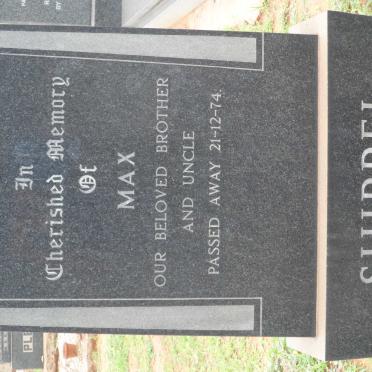 In
Cherished Memory
Of
MAX
OUR BELOVED BROTHER
AND UNCLE
PASSED AWAY 21-12-74.